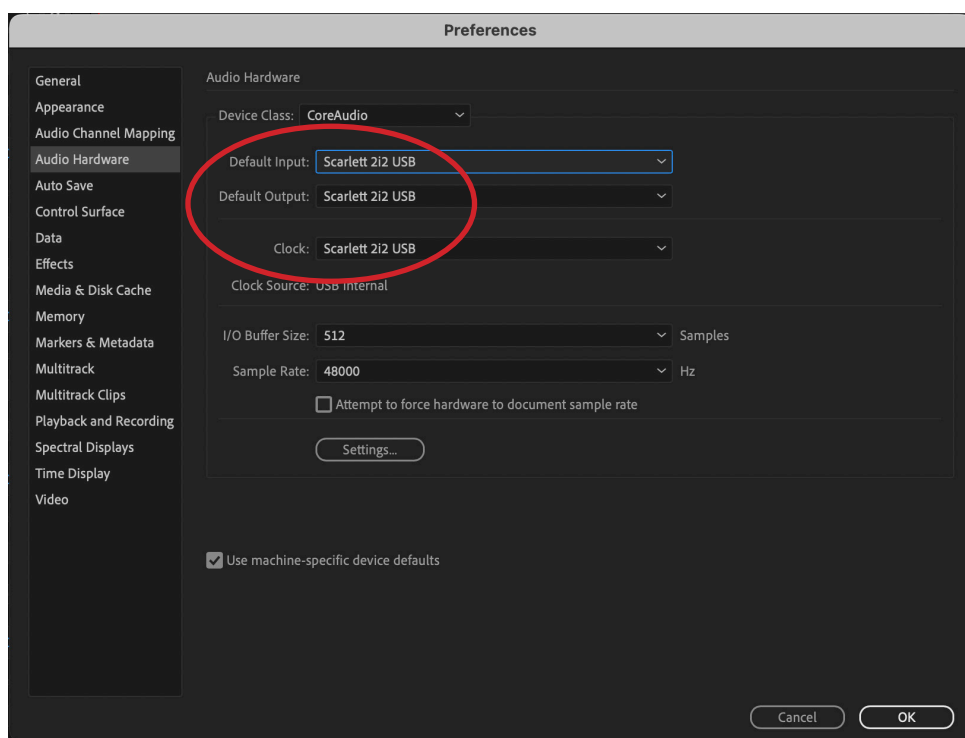 Preferences
General
Appearance
Audio Channel Mapping
Audio Hardware
Auto Save
Control Surface
Data
Effects
Media & Disk Cache
Memory
Markers & Metadata
Multitrack
Multitrack Clips
Playback and Recording
Spectral Displays
Time Display
Video
Audio Hardware
Device Class: CoreAudio
Default Input: Scarlett 2i2 USB
Default Output: Scarlett 2i2 USB
Clock: Scarlett 2i2 USB
Clock Source: USB Internal
I/O Buffer Size: 512 Samples
Sample Rate: 48000 Hz
Attempt to force hardware to document sample rate
Settings...
Use machine-specific device defaults
Cancel OK